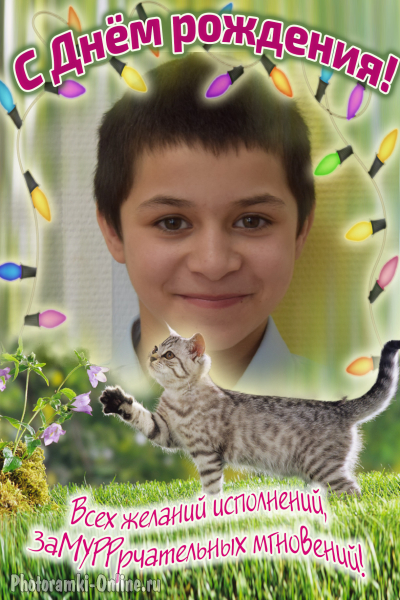 С Днём рождения!
Всех желаний исполнений,
ЗаМУРРрчательных мгновений!
Photoramki-Online.ru